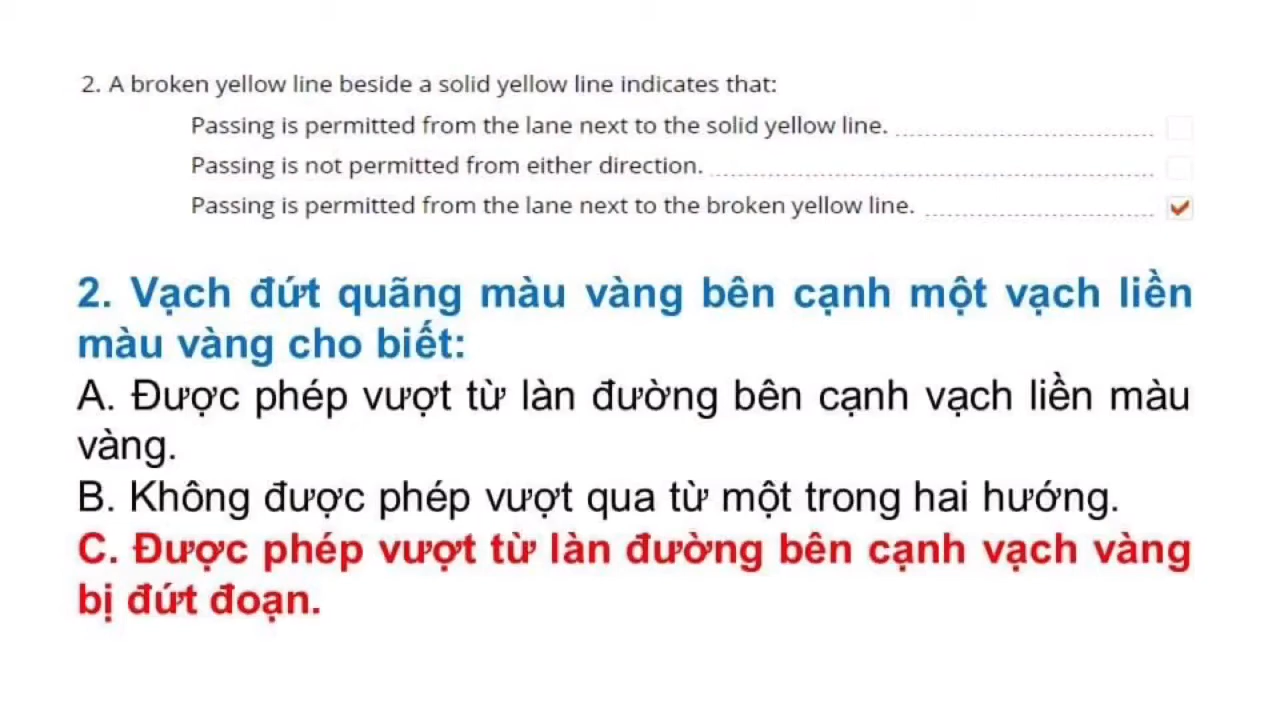 2. A broken yellow line beside a solid yellow line indicates that:
Passing is permitted from the lane next to the solid yellow line.
Passing is not permitted from either direction.
Passing is permitted from the lane next to the broken yellow line.
2. Vạch đứt quãng màu vàng bên cạnh một vạch liền
màu vàng cho biết:
A. Được phép vượt từ làn đường bên cạnh vạch liền màu
vàng.
B. Không được phép vượt qua từ một trong hai hướng.
C. Được phép vượt từ làn đường bên cạnh vạch vàng
bị đứt đoạn.